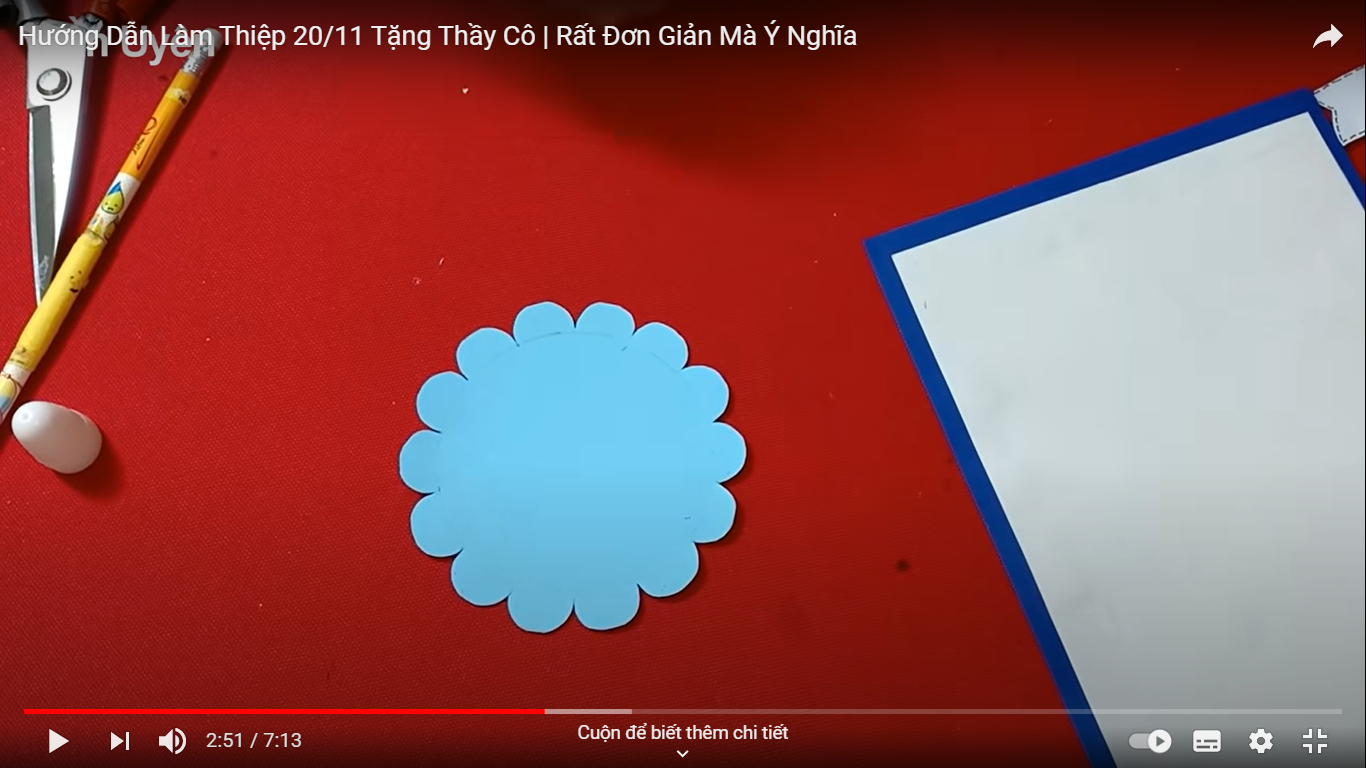 Hướng Dẫn Làm Thiệp 20/11 Tặng Thầy Cô | Rất Đơn Giản Mà Ý Nghĩa
Uyên
2:51 / 7:13
Cuộn để biết thêm chi tiết